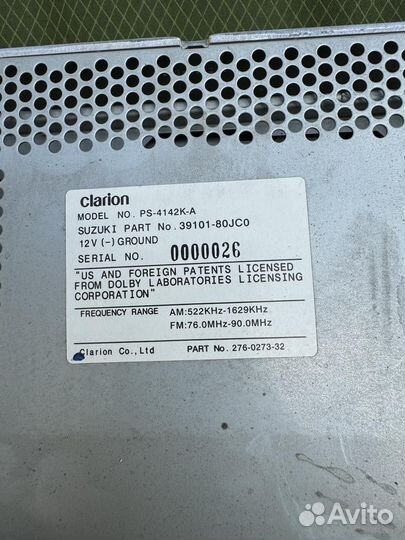 clarion
MODEL NO. PS-4142K-A
SUZUKI PART No. 39101-80JC0
12V (-) GROUND
SERIAL NO. 0000026
"US AND FOREIGN PATENTS LICENSED
FROM DOLBY LABORATORIES LICENSING
CORPORATION"
FREQUENCY RANGE AM:522KHz-1629KHz
FM:76.0MHz-90.0MHz
Clarion Co., Ltd PART No. 276-0273-32
Avito